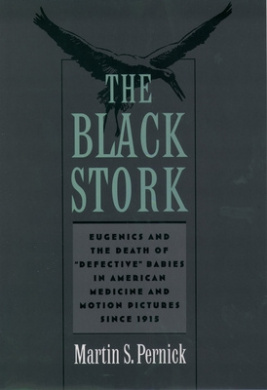 THE
BLACK
STORK
EUGENICS AND
THE DEATH OF
"DEFECTIVE" BABIES
IN AMERICAN
MEDICINE AND
MOTION PICTURES
SINCE 1915
Martin S. Pernick